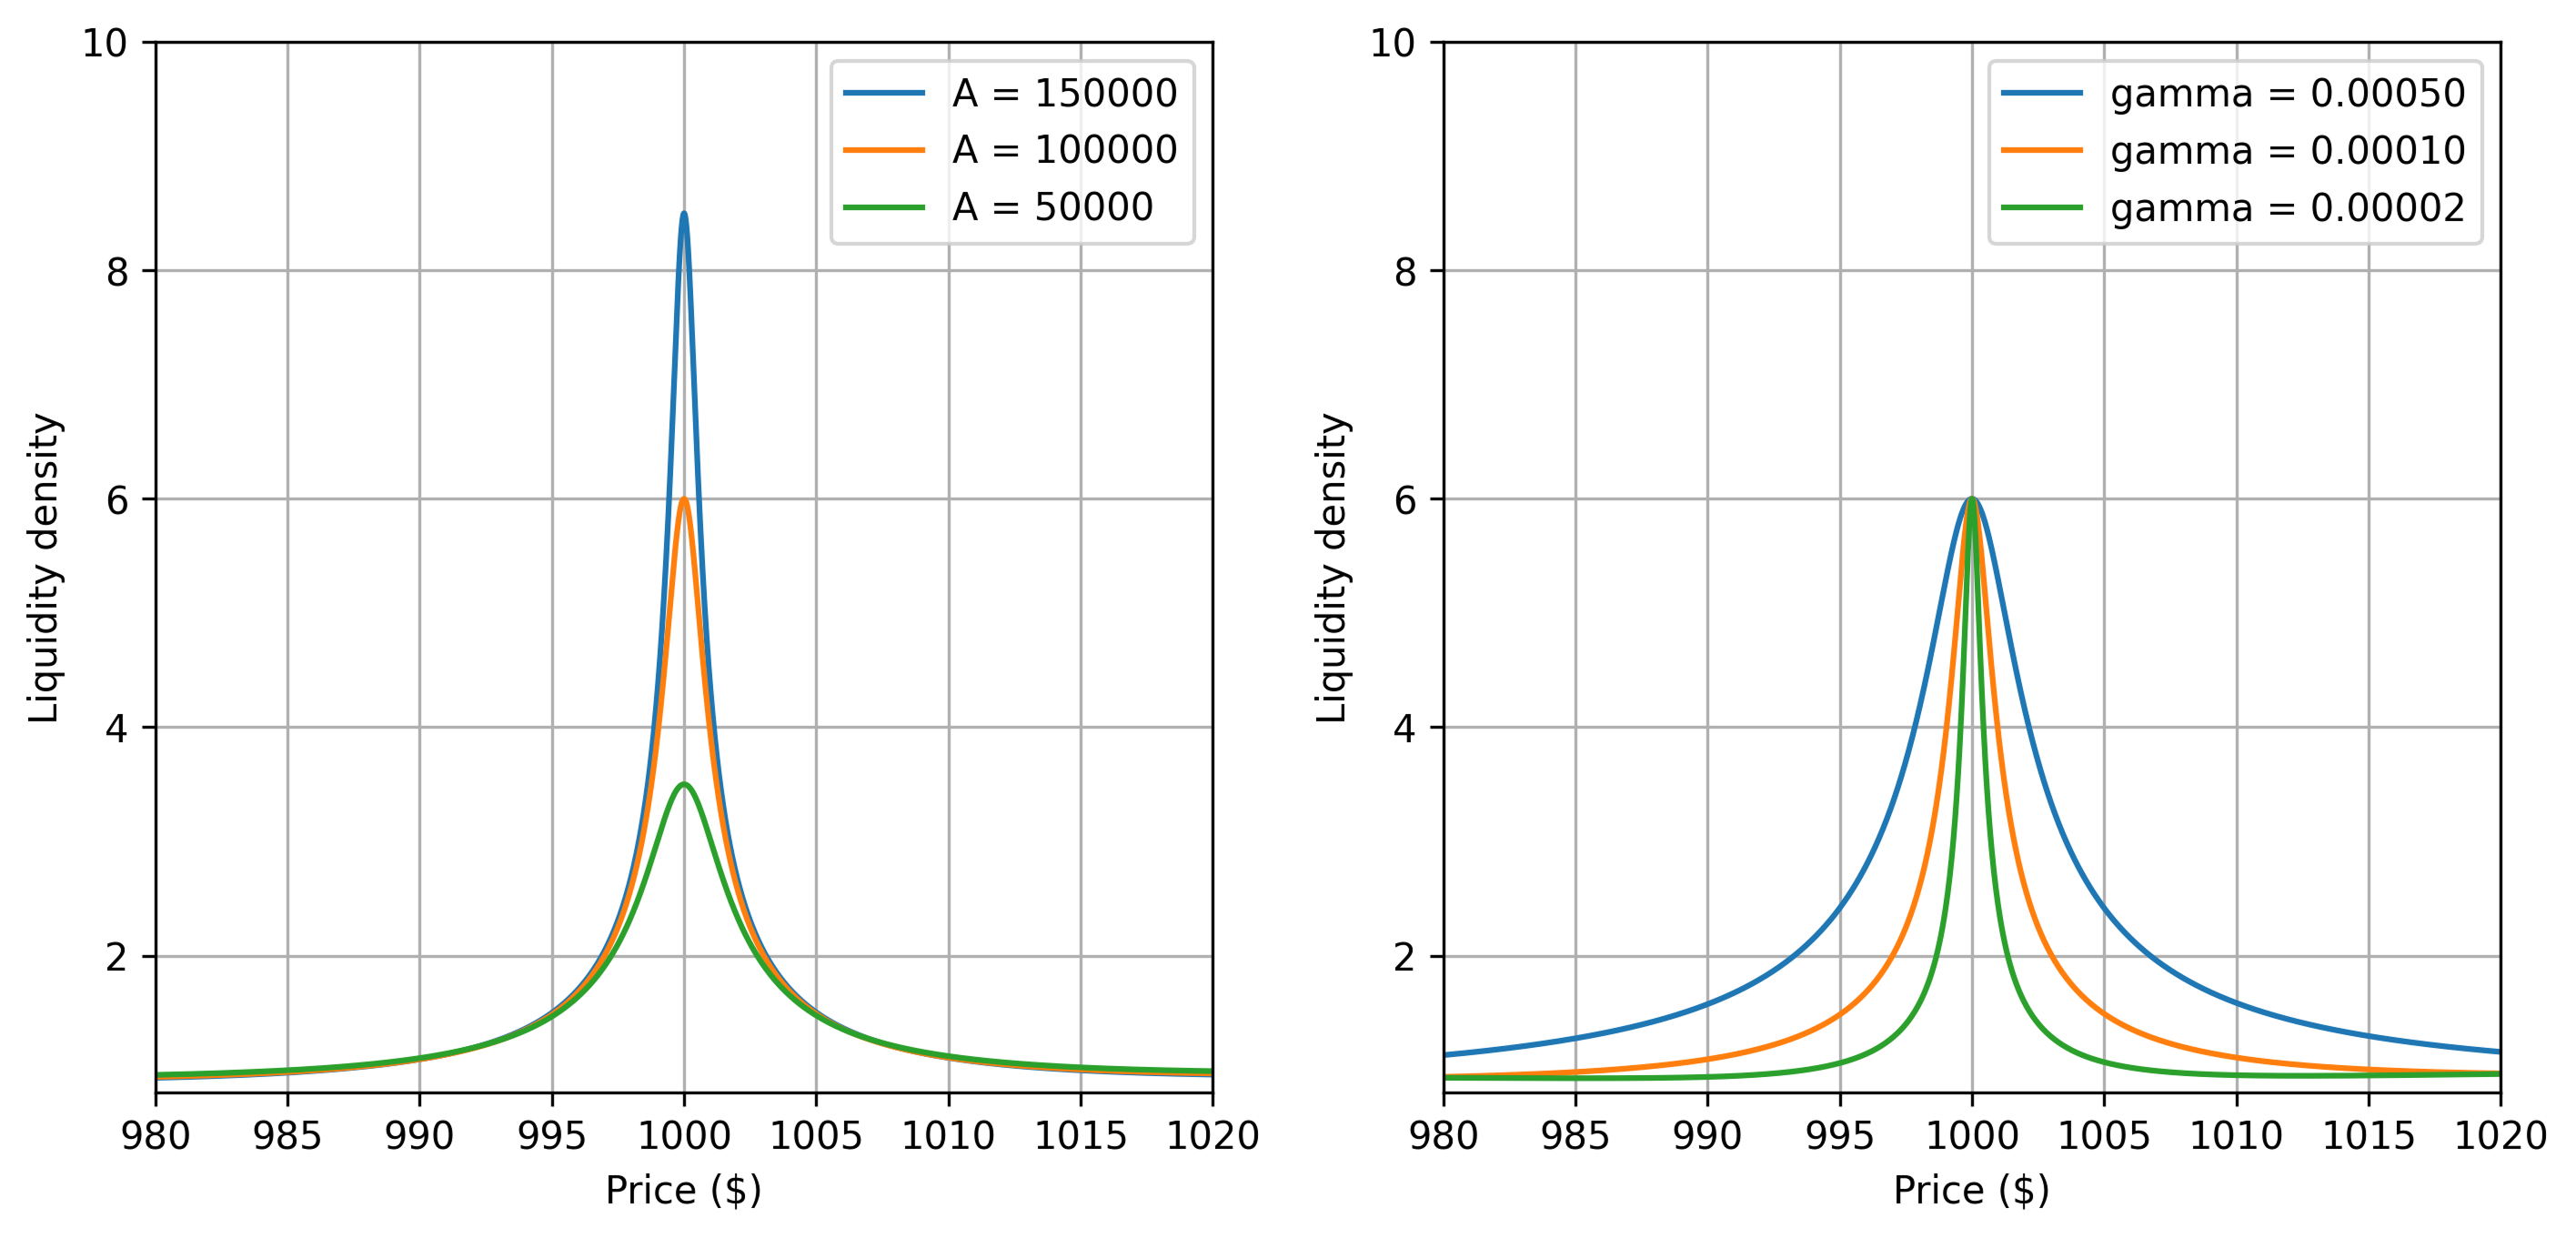 10
8
6
4
2
Liquidity density
980 985 990 995 1000 1005 1010 1015 1020
Price ($)
A = 150000
A = 100000
A = 50000
10
8
6
4
2
Liquidity density
980 985 990 995 1000 1005 1010 1015 1020
Price ($)
gamma = 0.00050
gamma = 0.00010
gamma = 0.00002